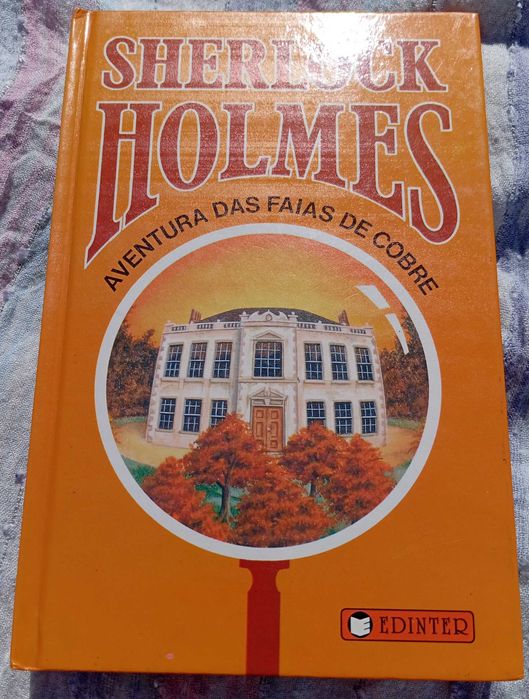 SHERLOCK
HOLMES
AVENTURA DAS FAIAS DE COBRE
EDINTER